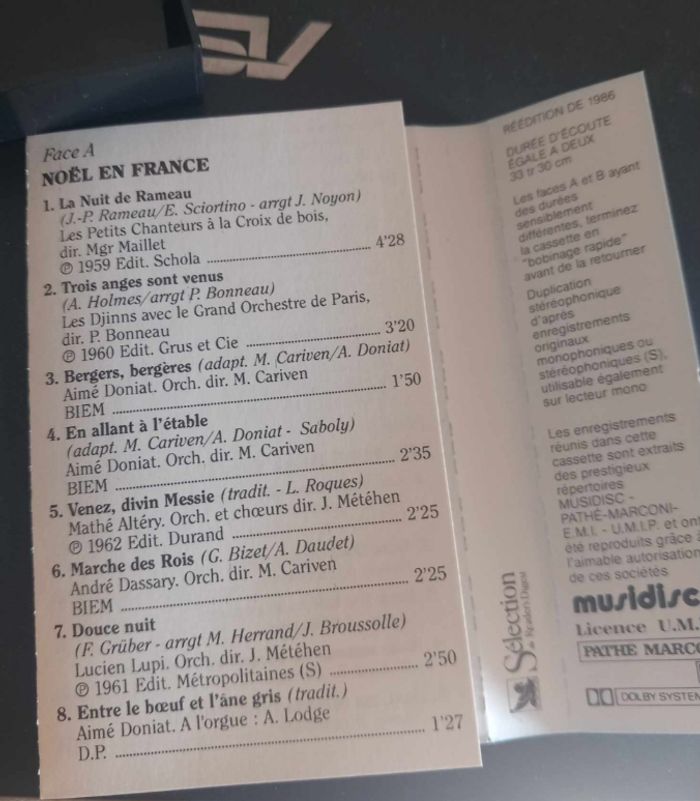 Face A
NOËL EN FRANCE
1. La Nuit de Rameau
(J.-P. Rameau/E. Sciortino - arrgt J. Noyon)
Les Petits Chanteurs à la Croix de bois,
dir. Mgr Maillet
℗ 1959 Edit. Schola 4'28
2. Trois anges sont venus
(A. Holmes/arrgt P. Bonneau)
Les Djinns avec le Grand Orchestre de Paris,
dir. P. Bonneau
℗ 1960 Edit. Grus et Cie 3'20
3. Bergers, bergères (adapt. M. Cariven/A. Doniat)
Aimé Doniat. Orch. dir. M. Cariven
BIEM 1'50
4. En allant à l'étable
(adapt. M. Cariven/A. Doniat - Saboly)
Aimé Doniat. Orch. dir. M. Cariven
BIEM 2'35
5. Venez, divin Messie (tradit. - L. Roques)
Mathé Altéry. Orch. et chœurs dir. J. Météhen
℗ 1962 Edit. Durand 2'25
6. Marche des Rois (G. Bizet/A. Daudet)
André Dassary. Orch. dir. M. Cariven
BIEM 2'25
7. Douce nuit
(F. Grüber - arrgt M. Herrand/J. Broussolle)
Lucien Lupi. Orch. dir. J. Météhen
℗ 1961 Edit. Métropolitaines (S) 2'50
8. Entre le bœuf et l'âne gris (tradit.)
Aimé Doniat. A l'orgue : A. Lodge
D.P. 1'27
RÉÉDITION DE 1986
DURÉE D'ÉCOUTE
ÉGALE A DEUX
33 tr 30 cm
Les faces A et B ayant
des durées
sensiblement
différentes, terminez
la cassette en
"bobinage rapide"
avant de la retourner
Duplication
stéréophonique
d'après
enregistrements
originaux
monophoniques ou
stéréophoniques (S),
utilisable également
sur lecteur mono
Les enregistrements
réunis dans cette
cassette sont extraits
des prestigieux
répertoires
MUSIDISC -
PATHÉ-MARCONI-
E.M.I. - U.M.I.P. et ont
été reproduits grâce à
l'aimable autorisation
de ces sociétés
musidisc
Licence U.M.
PATHÉ MARCO
DOLBY SYSTEM
Sélection
du Reader's Digest